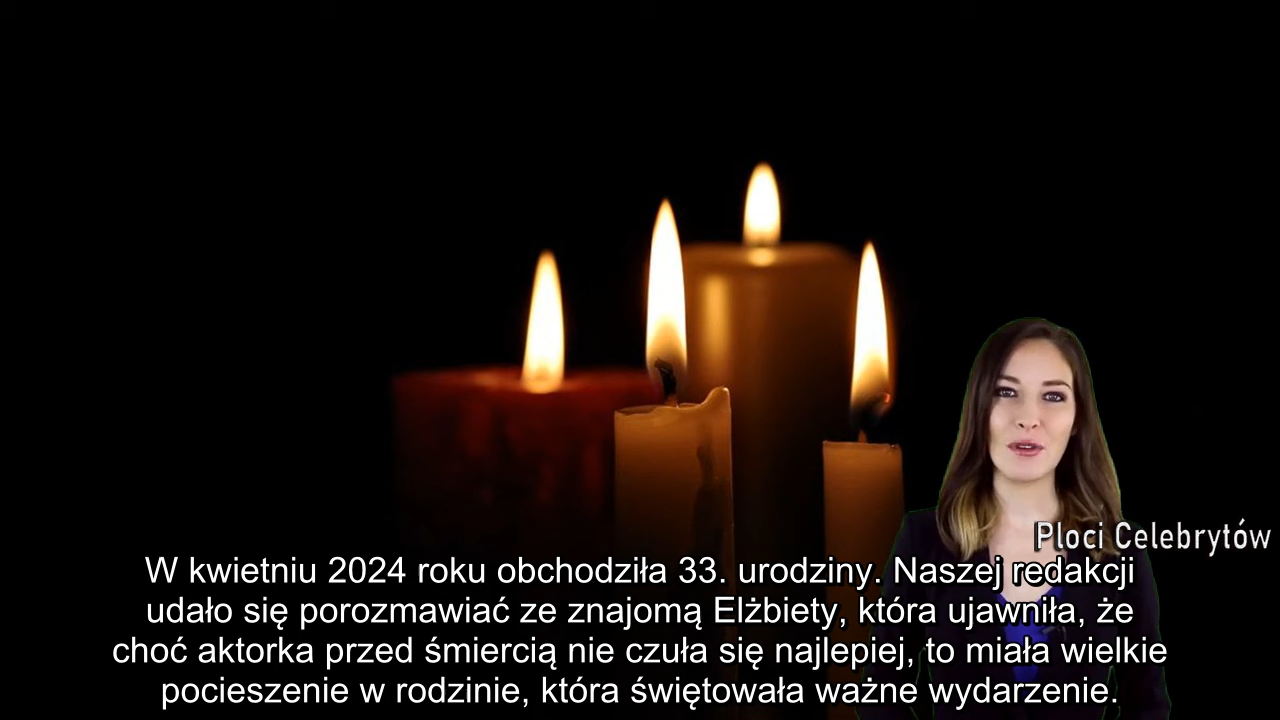 Ploci Celebrytów
W kwietniu 2024 roku obchodziła 33. urodziny. Naszej redakcji
udało się porozmawiać ze znajomą Elżbiety, która ujawniła, że
choć aktorka przed śmiercią nie czuła się najlepiej, to miała wielkie
pocieszenie w rodzinie, która świętowała ważne wydarzenie.